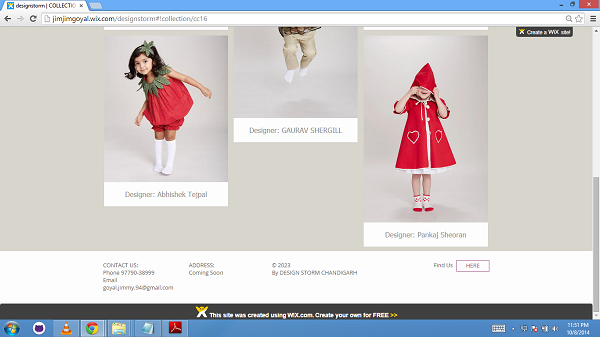 designstorm | COLLECTIO
jimjimgoyal.wix.com/designstorm#!collection/cc16
Create a WiX site!
Designer: GAURAV SHERGILL
Designer: Abhishek Tejpal
Designer: Pankaj Sheoran
CONTACT US:
Phone 97790-38999
Email
goyal.jimmy.94@gmail.com
ADDRESS:
Coming Soon
© 2023
By DESIGN STORM CHANDIGARH
Find Us
HERE
This site was created using WIX.com. Create your own for FREE >>
11:51 PM
10/8/2014